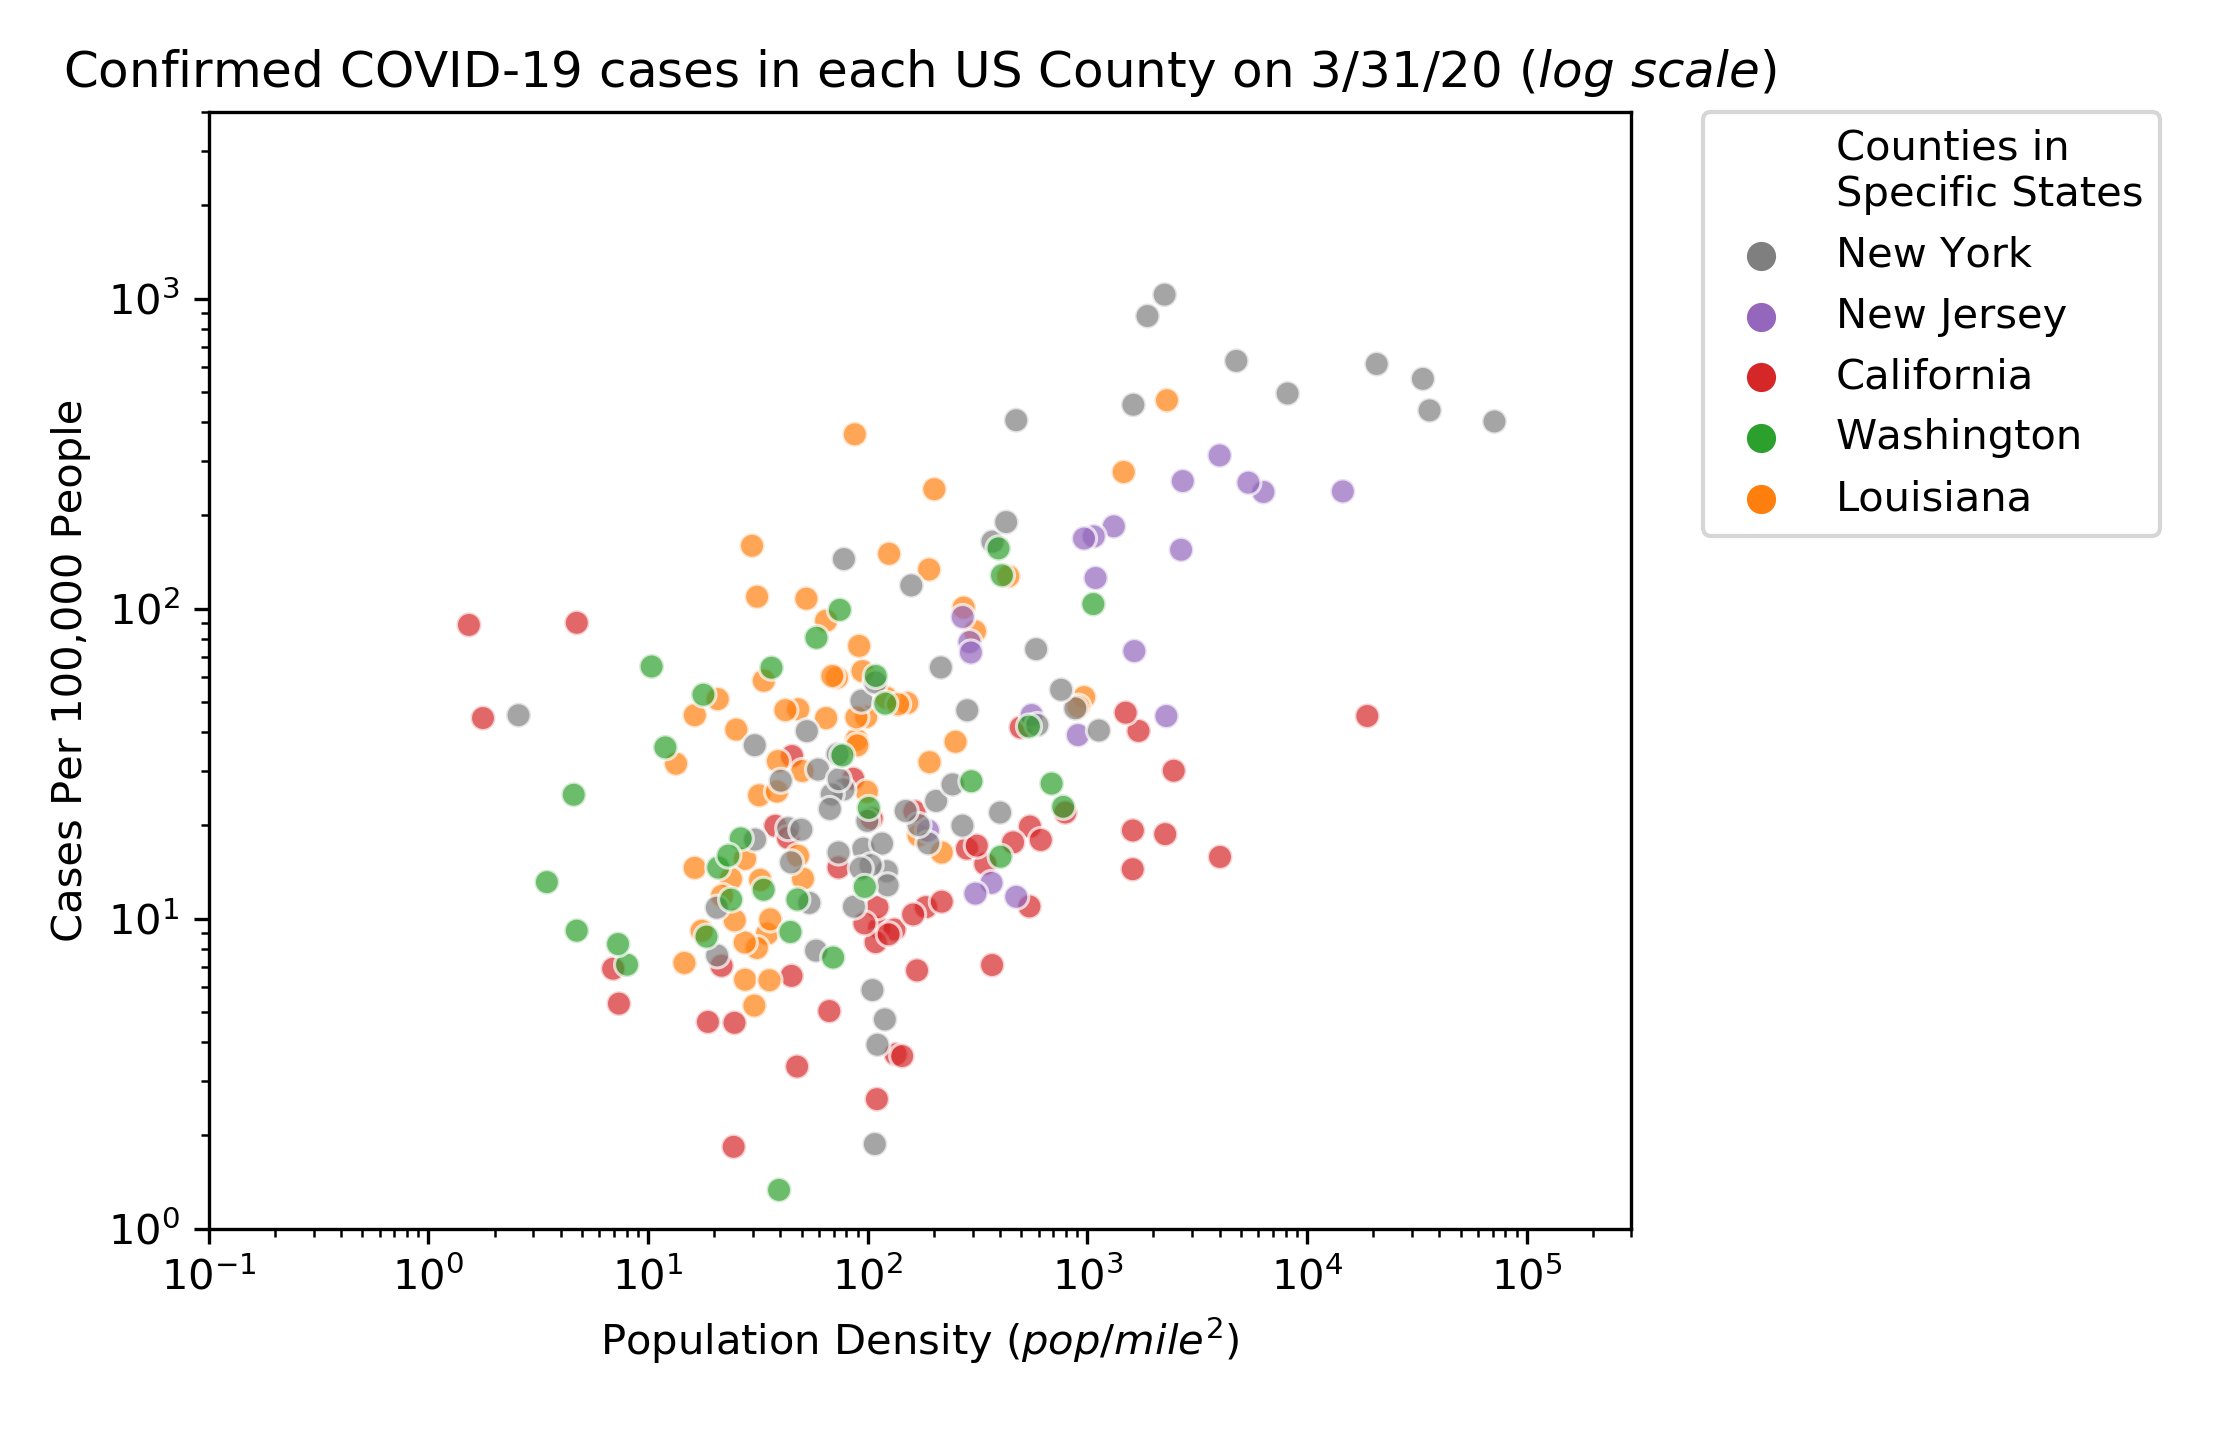 Confirmed COVID-19 cases in each US County on 3/31/20 (log scale)
Counties in
Specific States
New York
New Jersey
California
Washington
Louisiana
Cases Per 100,000 People
10³
10²
10¹
10⁰
10⁻¹ 10⁰ 10¹ 10² 10³ 10⁴ 10⁵
Population Density (pop/mile²)